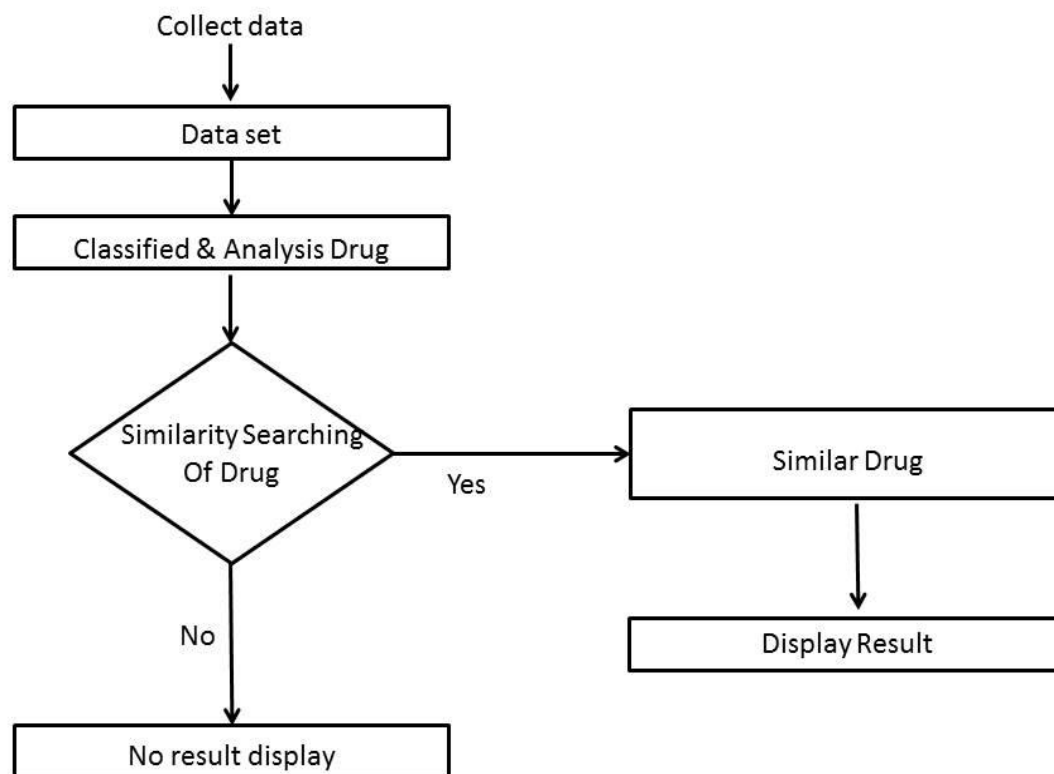 Collect data
Data set
Classified & Analysis Drug
Similarity Searching
Of Drug
Yes
Similar Drug
No
Display Result
No result display